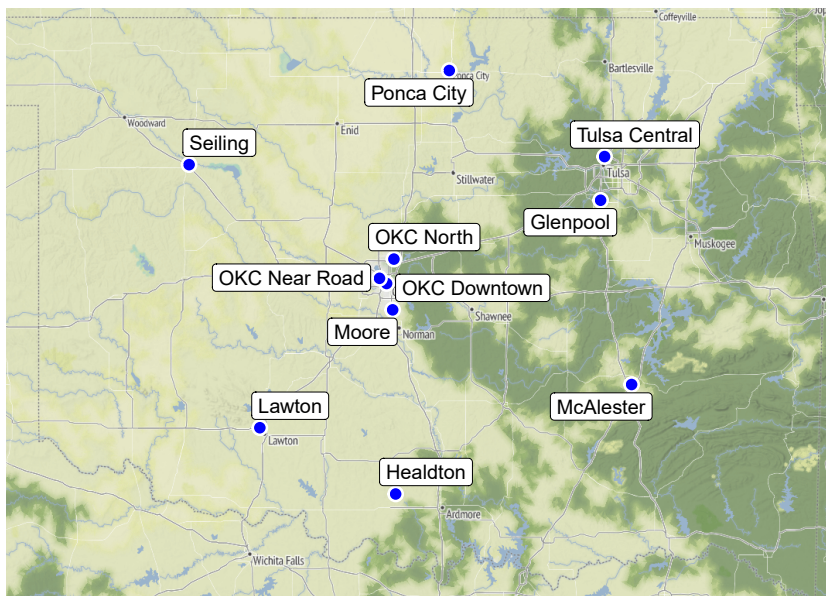 Coffeyville
Ponca City
Ponca City
Bartlesville
Woodward
Enid
Seiling
Tulsa Central
Tulsa
Stillwater
Glenpool
OKC North
Muskogee
OKC Near Road
OKC Downtown
Shawnee
Moore
Norman
McAlester
Lawton
Lawton
Healdton
Ardmore
Wichita Falls